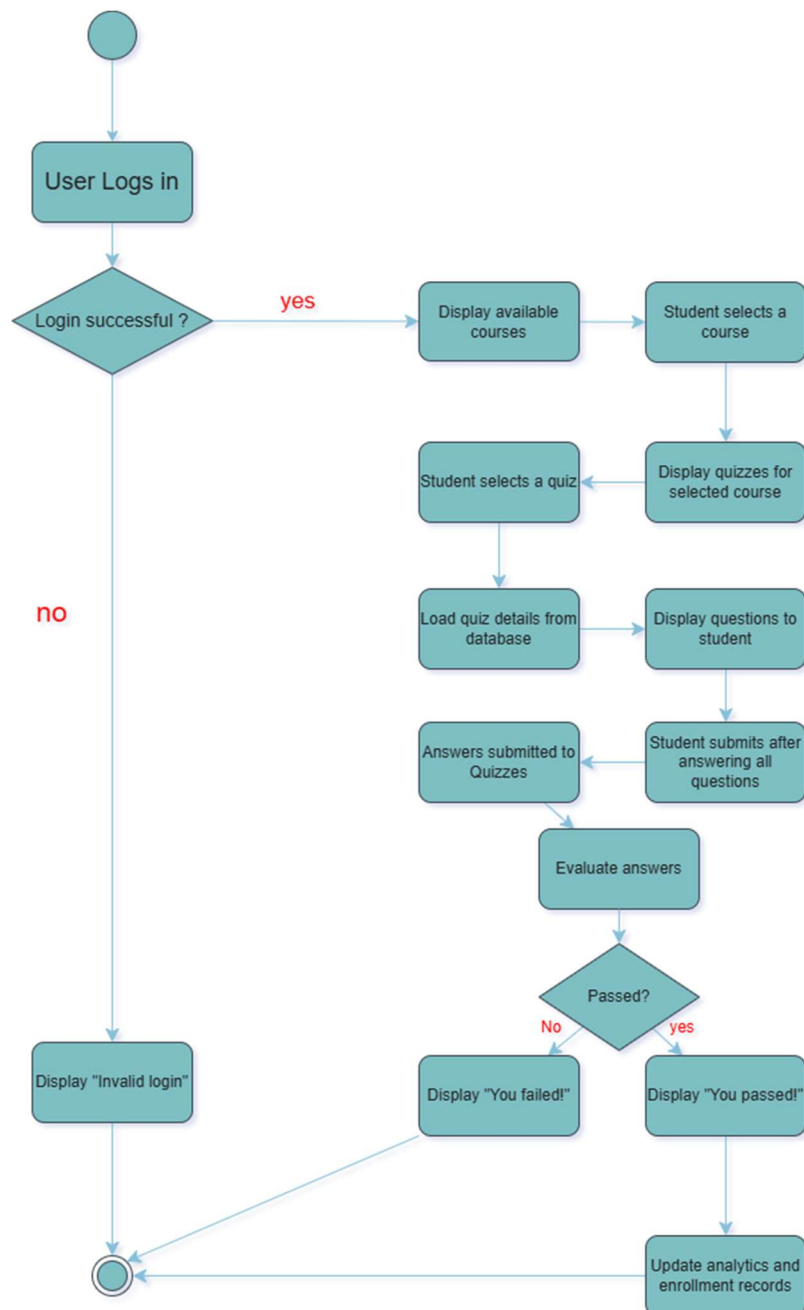 User Logs in
Login successful ?
yes
Display available
courses
Student selects a
course
Student selects a quiz
Display quizzes for
selected course
no
Load quiz details from
database
Display questions to
student
Answers submitted to
Quizzes
Student submits after
answering all
questions
Evaluate answers
Passed?
No
yes
Display "Invalid login"
Display "You failed!"
Display "You passed!"
Update analytics and
enrollment records